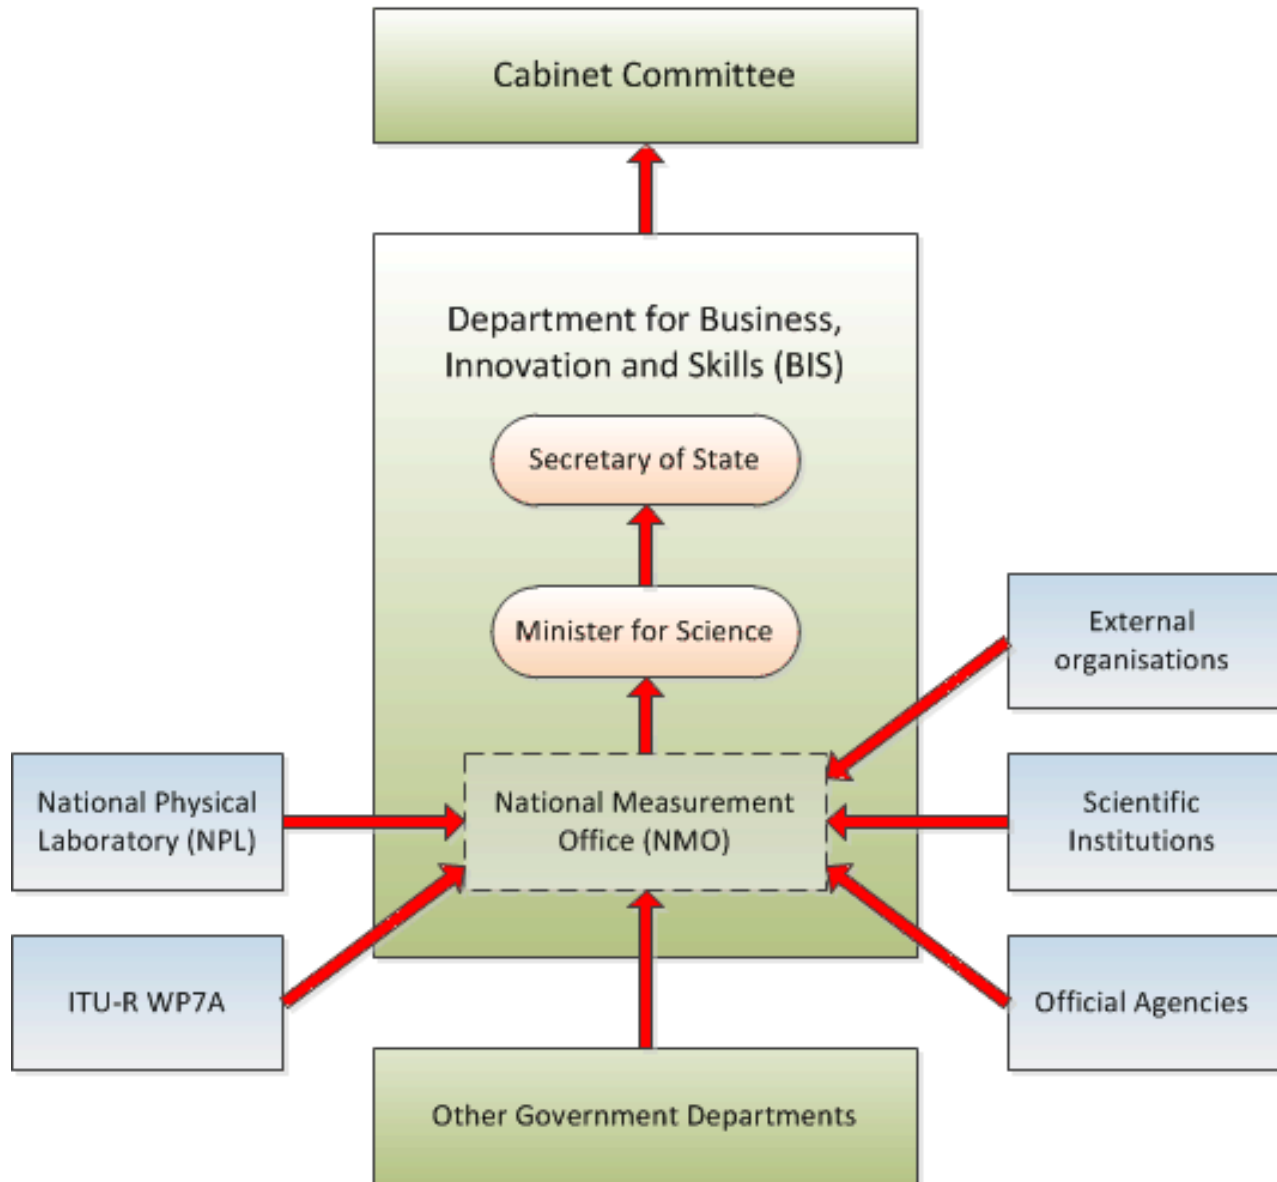 Cabinet Committee
Department for Business,
Innovation and Skills (BIS)
Secretary of State
Minister for Science
External
organisations
National Physical
Laboratory (NPL)
National Measurement
Office (NMO)
Scientific
Institutions
ITU-R WP7A
Official Agencies
Other Government Departments